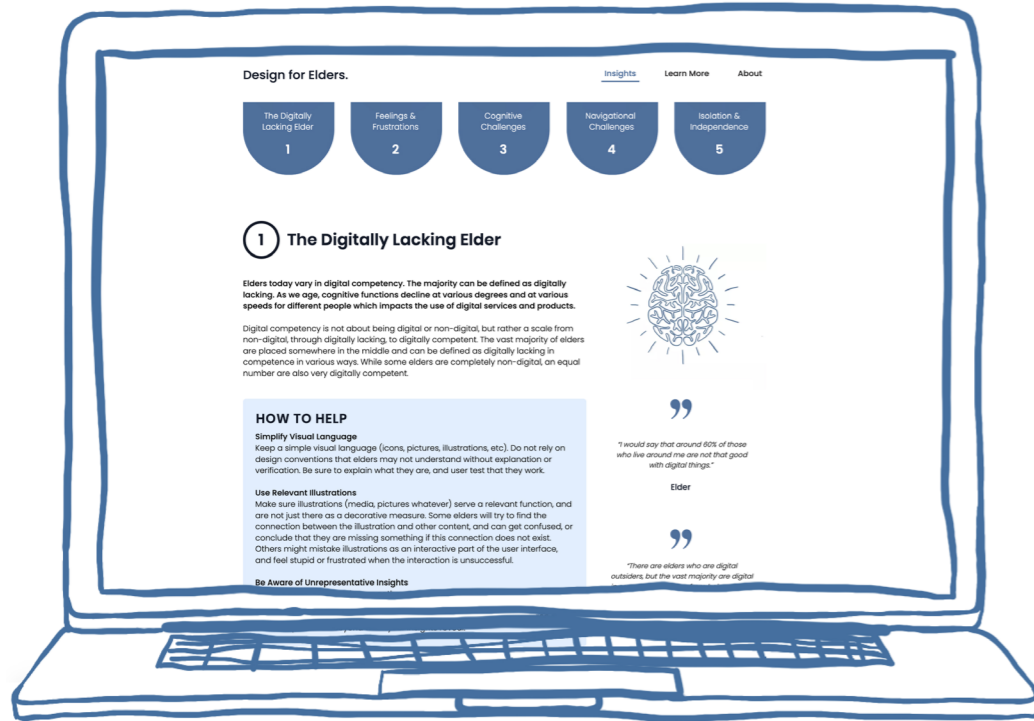 Design for Elders.
Insights
Learn More
About
The Digitally
Lacking Elder
1
Feelings &
Frustrations
2
Cognitive
Challenges
3
Navigational
Challenges
4
Isolation &
Independence
5
1
The Digitally Lacking Elder
Elders today vary in digital competency. The majority can be defined as digitally
lacking. As we age, cognitive functions decline at various degrees and at various
speeds for different people which impacts the use of digital services and products.
Digital competency is not about being digital or non-digital, but rather a scale from
non-digital, through digitally lacking, to digitally competent. The vast majority of elders
are placed somewhere in the middle and can be defined as digitally lacking in
competence in various ways. While some elders are completely non-digital, an equal
number are also very digitally competent.
HOW TO HELP
Simplify Visual Language
Keep a simple visual language (icons, pictures, illustrations, etc). Do not rely on
design conventions that elders may not understand without explanation or
verification. Be sure to explain what they are, and user test that they work.
Use Relevant Illustrations
Make sure illustrations (media, pictures whatever) serve a relevant function, and
are not just there as a decorative measure. Some elders will try to find the
connection between the illustration and other content, and can get confused, or
conclude that they are missing something if this connection does not exist.
Others might mistake illustrations as an interactive part of the user interface,
and feel stupid or frustrated when the interaction is unsuccessful.
Be Aware of Unrepresentative Insights
”
"I would say that around 60% of those
who live around me are not that good
with digital things."
Elder
”
"There are elders who are digital
outsiders, but the vast majority are digital